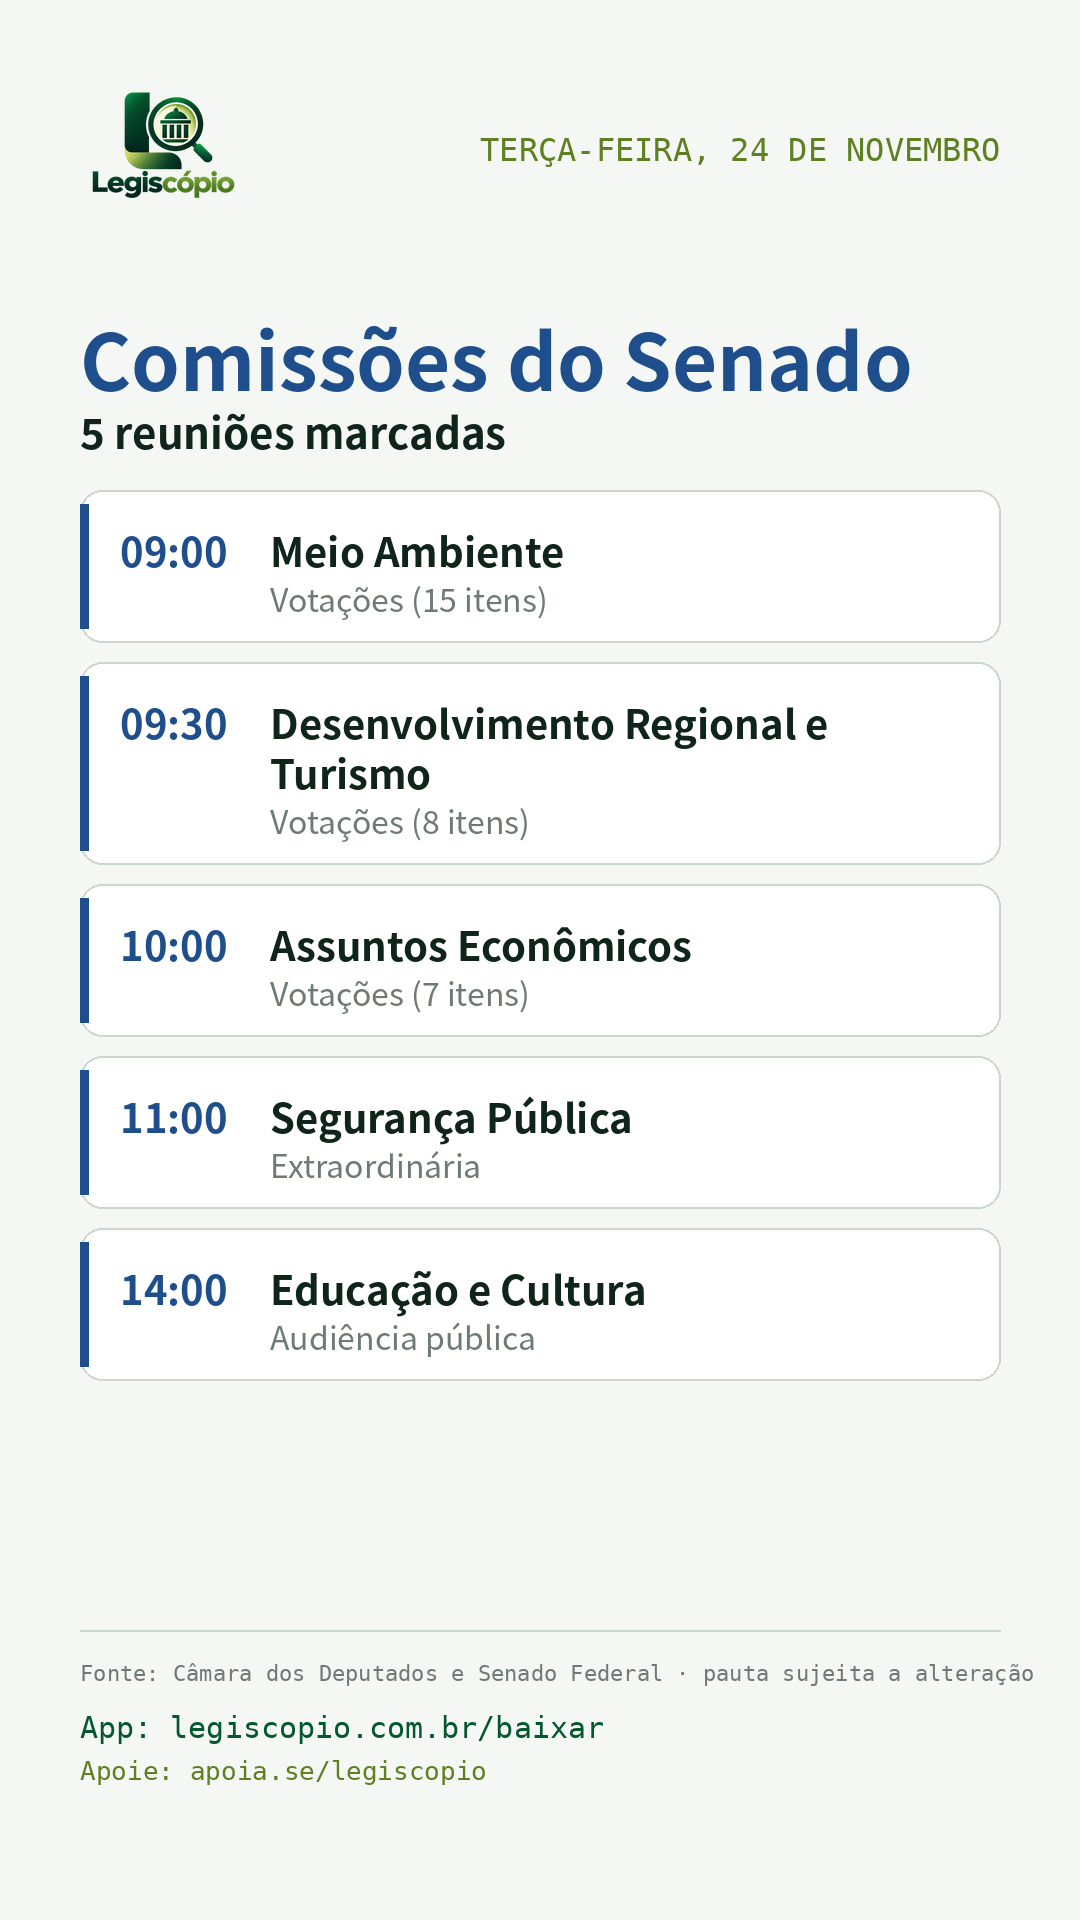 Legiscópio
TERÇA-FEIRA, 24 DE NOVEMBRO
Comissões do Senado
5 reuniões marcadas
09:00 Meio Ambiente
Votações (15 itens)
09:30 Desenvolvimento Regional e
Turismo
Votações (8 itens)
10:00 Assuntos Econômicos
Votações (7 itens)
11:00 Segurança Pública
Extraordinária
14:00 Educação e Cultura
Audiência pública
Fonte: Câmara dos Deputados e Senado Federal · pauta sujeita a alteração
App: legiscopio.com.br/baixar
Apoie: apoia.se/legiscopio